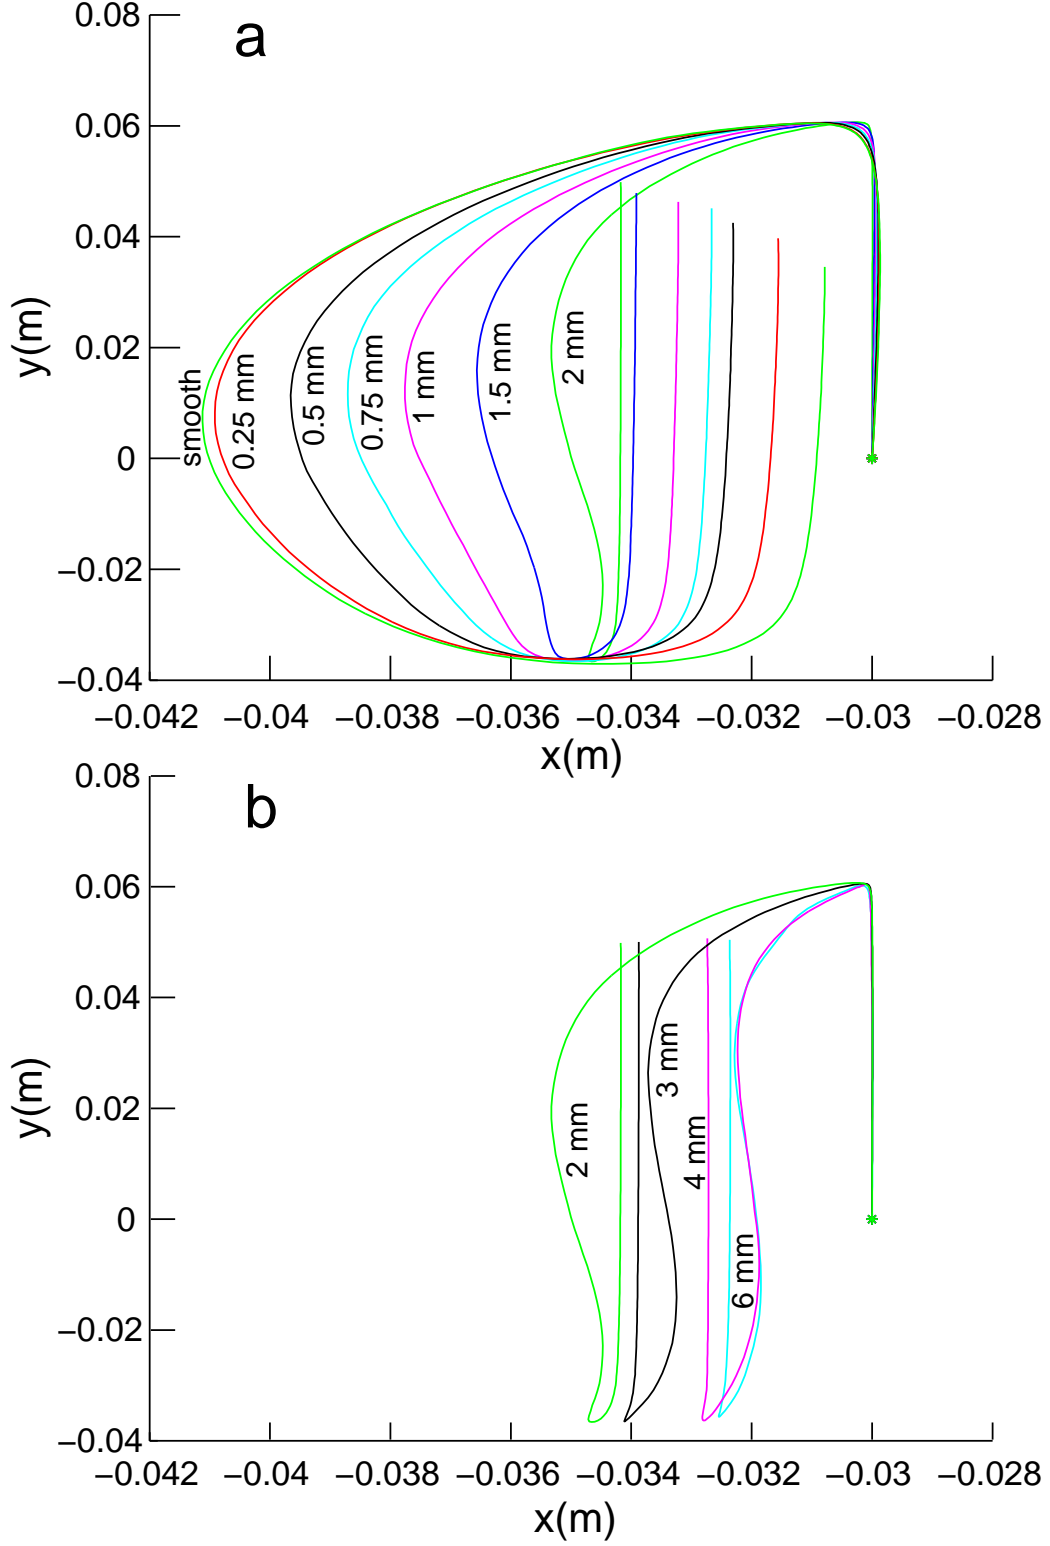 a
0.08
0.06
0.04
0.02
0
−0.02
−0.04
y(m)
smooth
0.25 mm
0.5 mm
0.75 mm
1 mm
1.5 mm
2 mm
−0.042 −0.04 −0.038 −0.036 −0.034 −0.032 −0.03 −0.028
x(m)
b
0.08
0.06
0.04
0.02
0
−0.02
−0.04
y(m)
2 mm
3 mm
4 mm
6 mm
−0.042 −0.04 −0.038 −0.036 −0.034 −0.032 −0.03 −0.028
x(m)